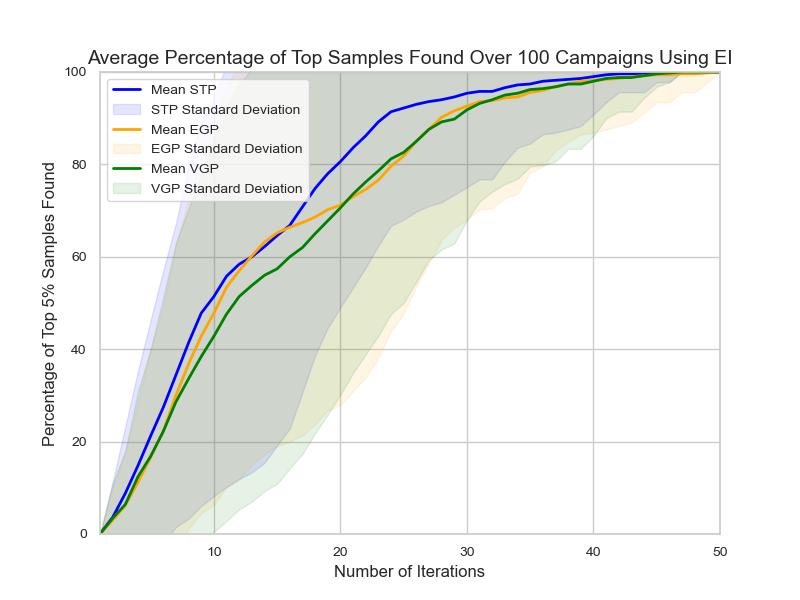 Average Percentage of Top Samples Found Over 100 Campaigns Using EI
100
80
60
40
20
0
Percentage of Top 5% Samples Found
Mean STP
STP Standard Deviation
Mean EGP
EGP Standard Deviation
Mean VGP
VGP Standard Deviation
10
20
30
40
50
Number of Iterations